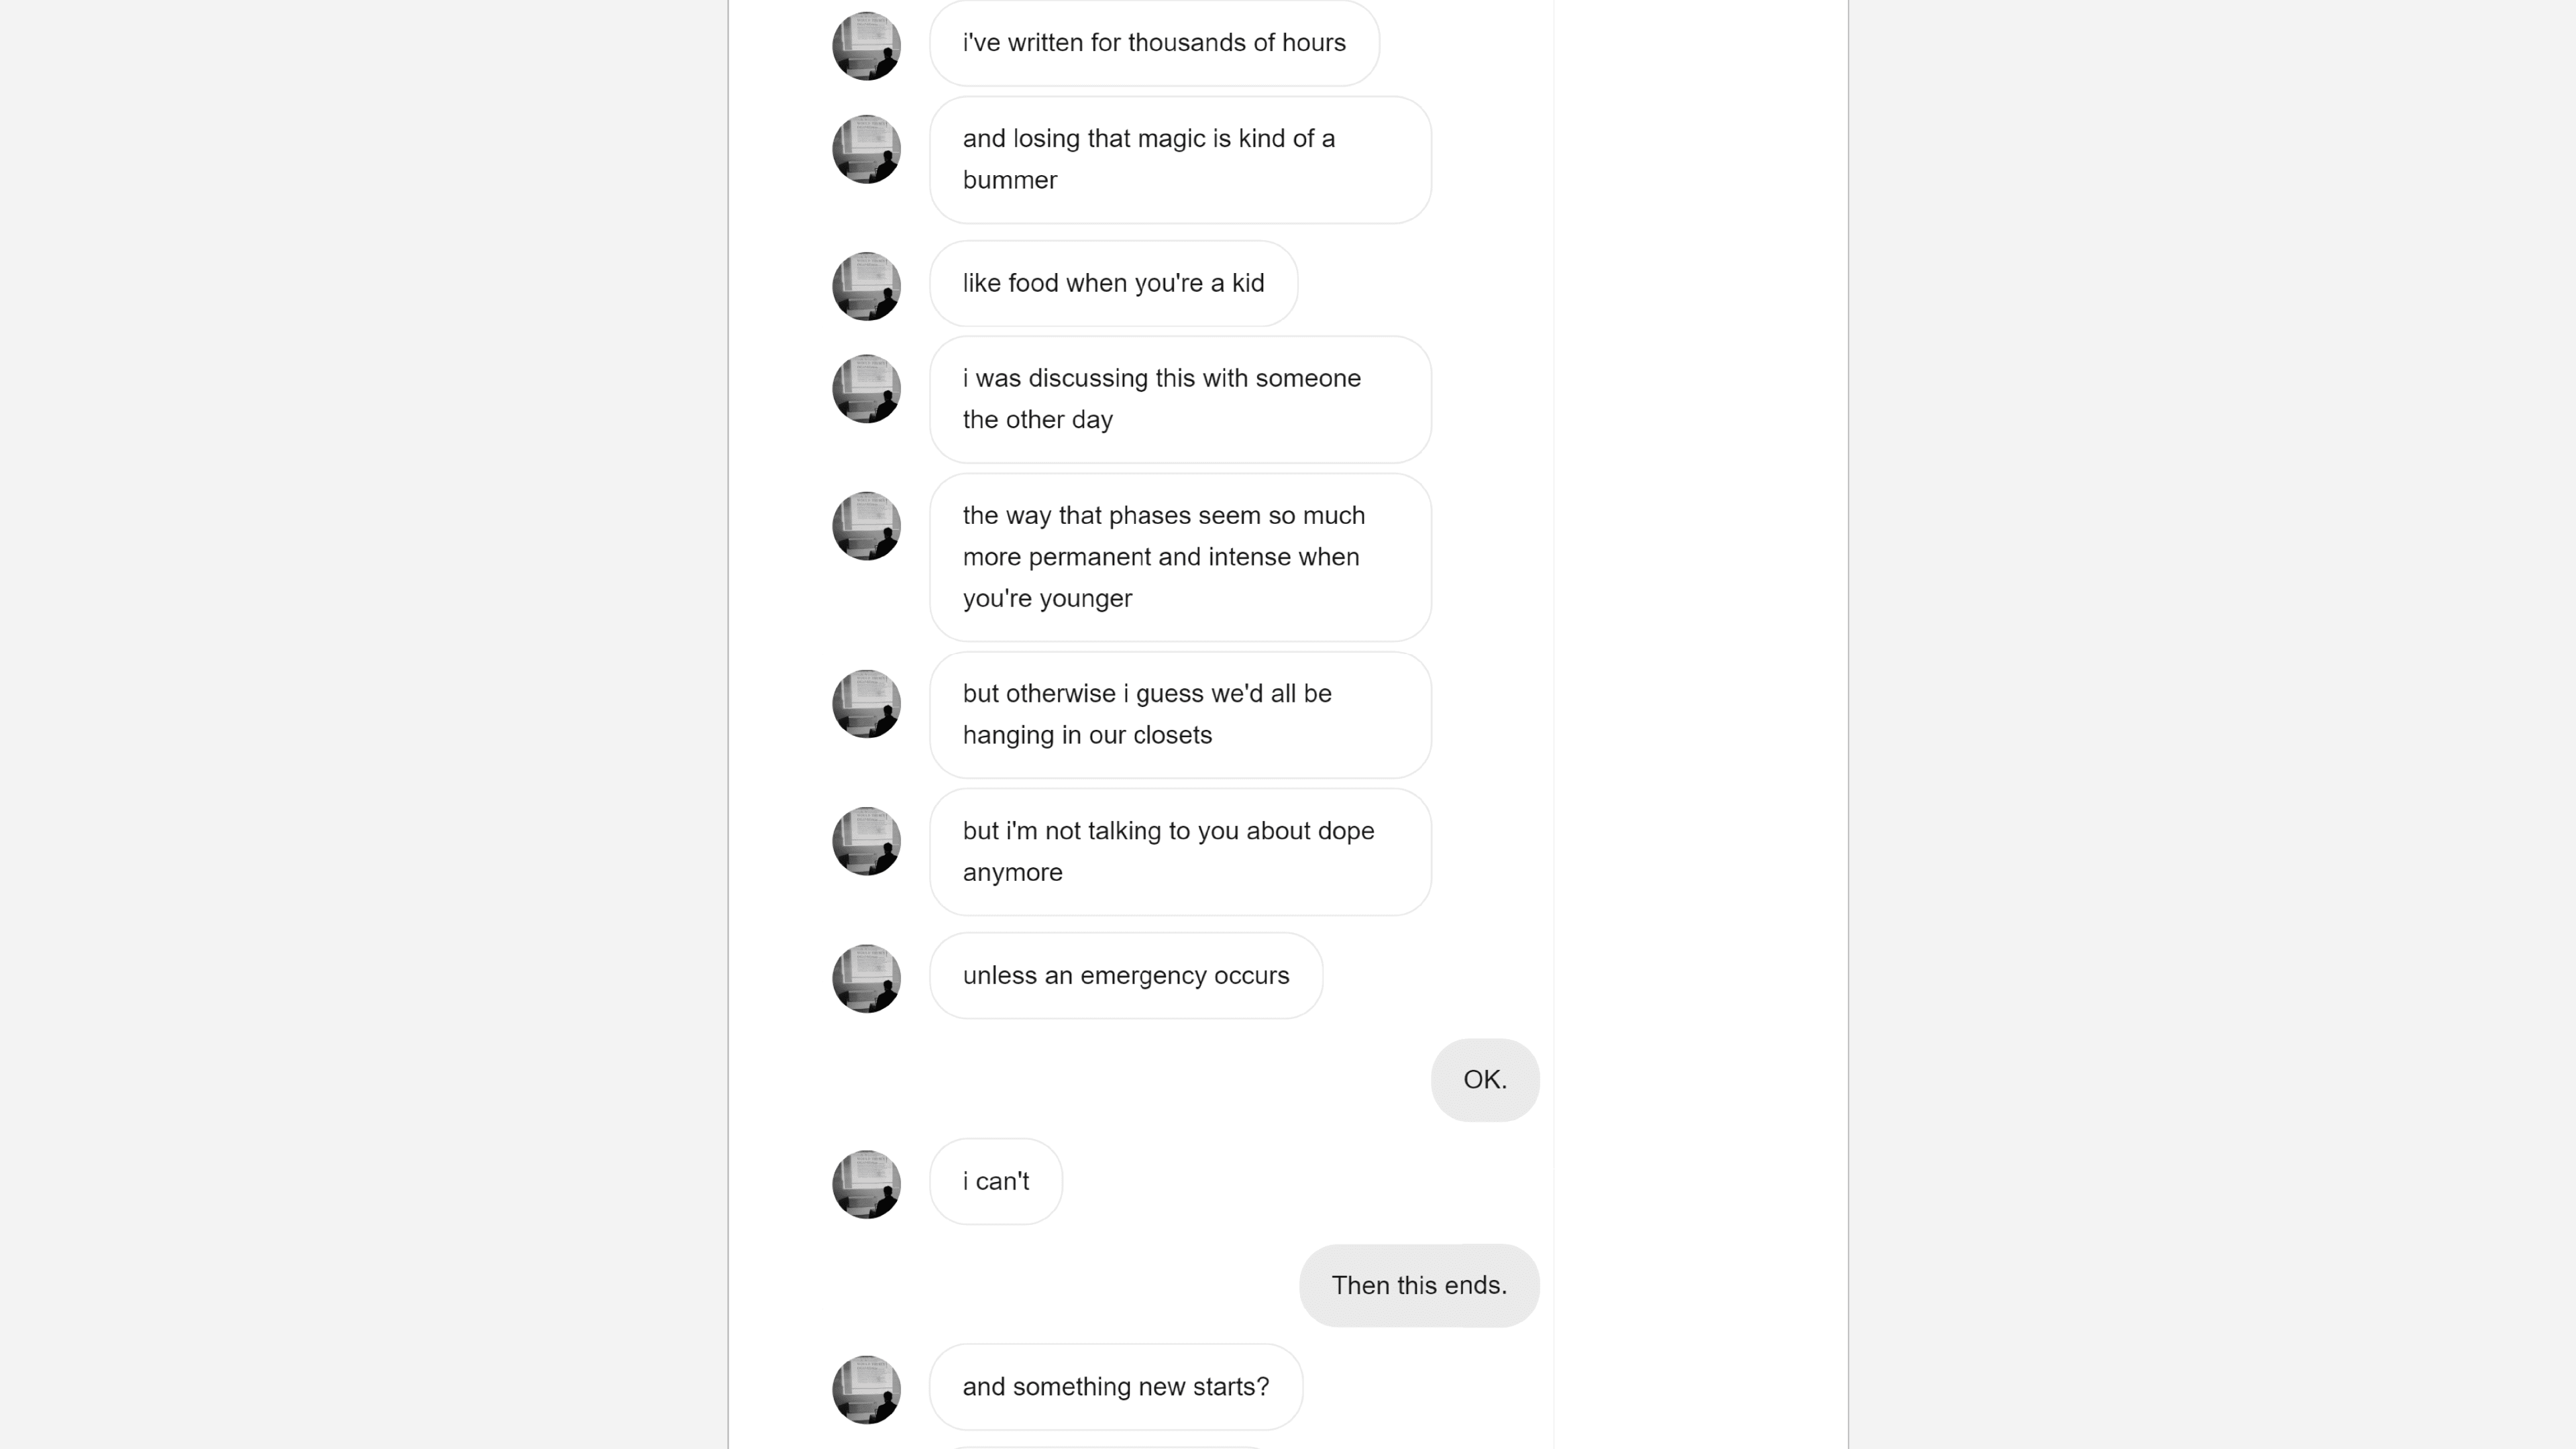 i've written for thousands of hours
and losing that magic is kind of a
bummer
like food when you're a kid
i was discussing this with someone
the other day
the way that phases seem so much
more permanent and intense when
you're younger
but otherwise i guess we'd all be
hanging in our closets
but i'm not talking to you about dope
anymore
unless an emergency occurs
OK.
i can't
Then this ends.
and something new starts?